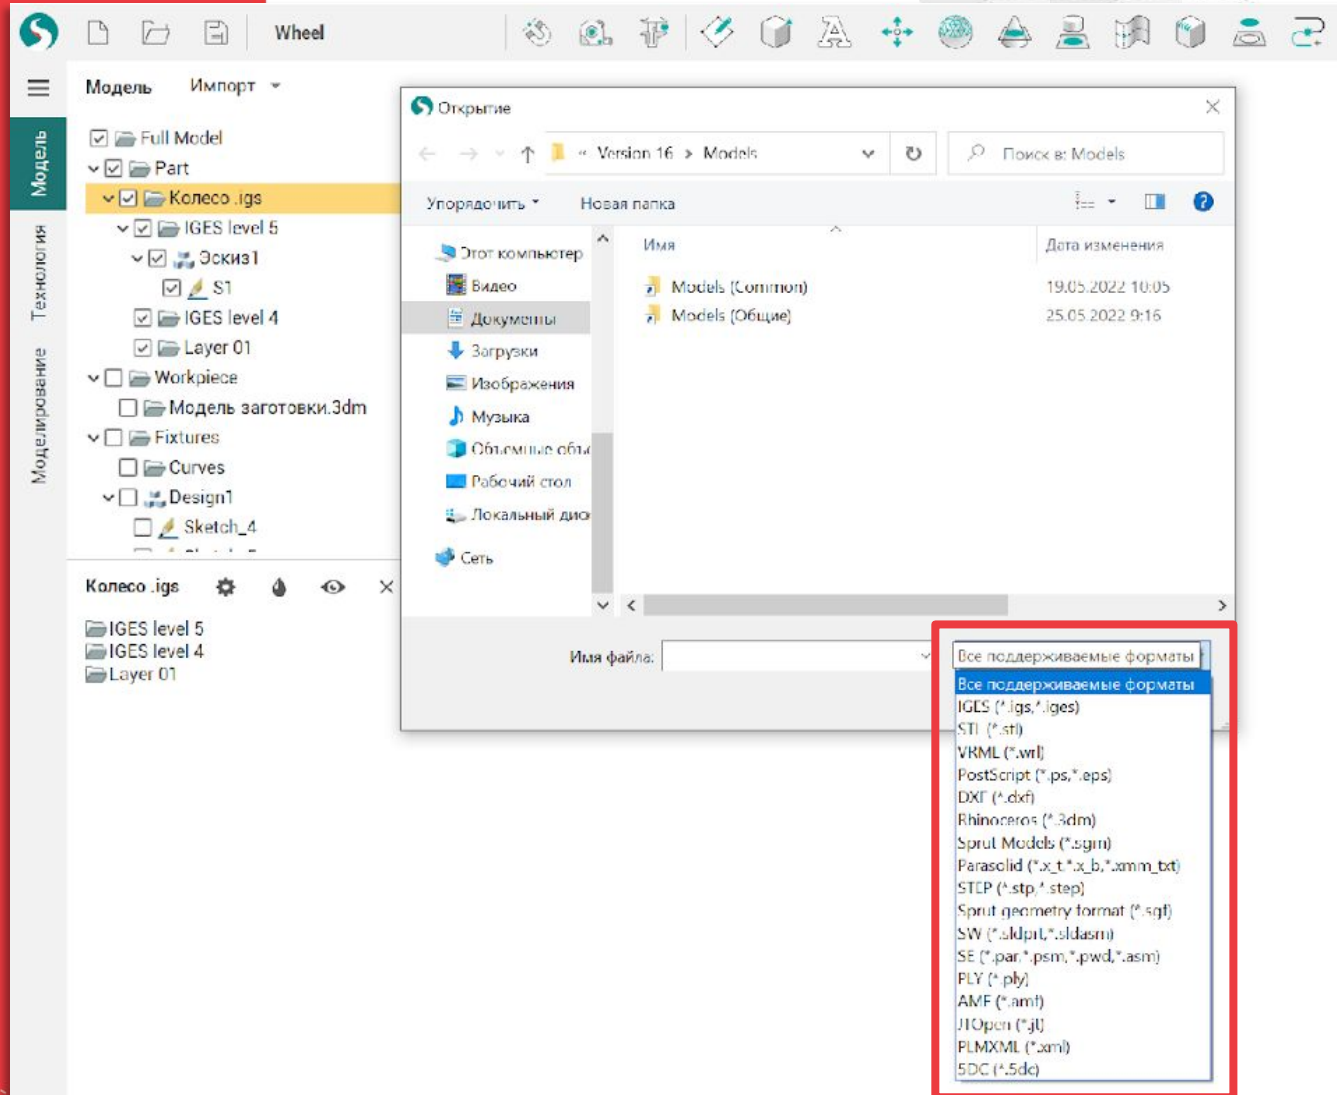 Wheel
Модель Импорт
Модель
Технология
Моделирование
Full Model
Part
Колесо .igs
IGES level 5
Эскиз1
S1
IGES level 4
Layer 01
Workpiece
Модель заготовки.3dm
Fixtures
Curves
Design1
Sketch_4
Колесо .igs
IGES level 5
IGES level 4
Layer 01
Открытие
« Version 16 > Models
Поиск в: Models
Упорядочить Новая папка
Этот компьютер
Видео
Документы
Загрузки
Изображения
Музыка
Объемные объе
Рабочий стол
Локальный диск
Сеть
Имя Дата изменения
Models (Common) 19.05.2022 10:05
Models (Общие) 25.05.2022 9:16
Имя файла:
Все поддерживаемые форматы
Все поддерживаемые форматы
IGES (*.igs,*.iges)
STL (*.stl)
VRML (*.wrl)
PostScript (*.ps,*.eps)
DXF (*.dxf)
Rhinoceros (*.3dm)
Sprut Models (*.sgm)
Parasolid (*.x_t,*.x_b,*.xmm_txt)
STEP (*.stp,*.step)
Sprut geometry format (*.sgf)
SW (*.sldprt,*.sldasm)
SE (*.par,*.psm,*.pwd,*.asm)
PLY (*.ply)
AMF (*.amf)
JTOpen (*.jt)
PLMXML (*.xml)
5DC (*.5dc)